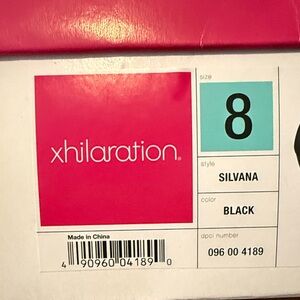 xhilaration®
size
8
style
SILVANA
color
BLACK
dpci number
096 00 4189
Made in China
4 90960 04189 0